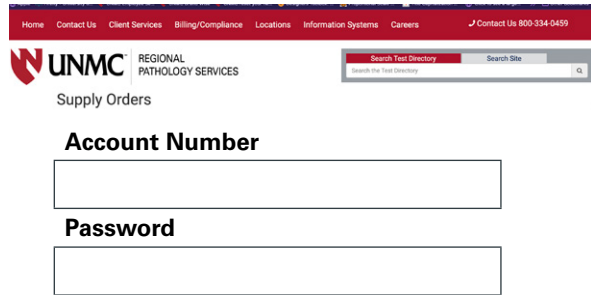 Home Contact Us Client Services Billing/Compliance Locations Information Systems Careers Contact Us 800-334-0459
UNMC REGIONAL
PATHOLOGY SERVICES
Search Test Directory Search Site
Search the Test Directory
Supply Orders
Account Number
Password